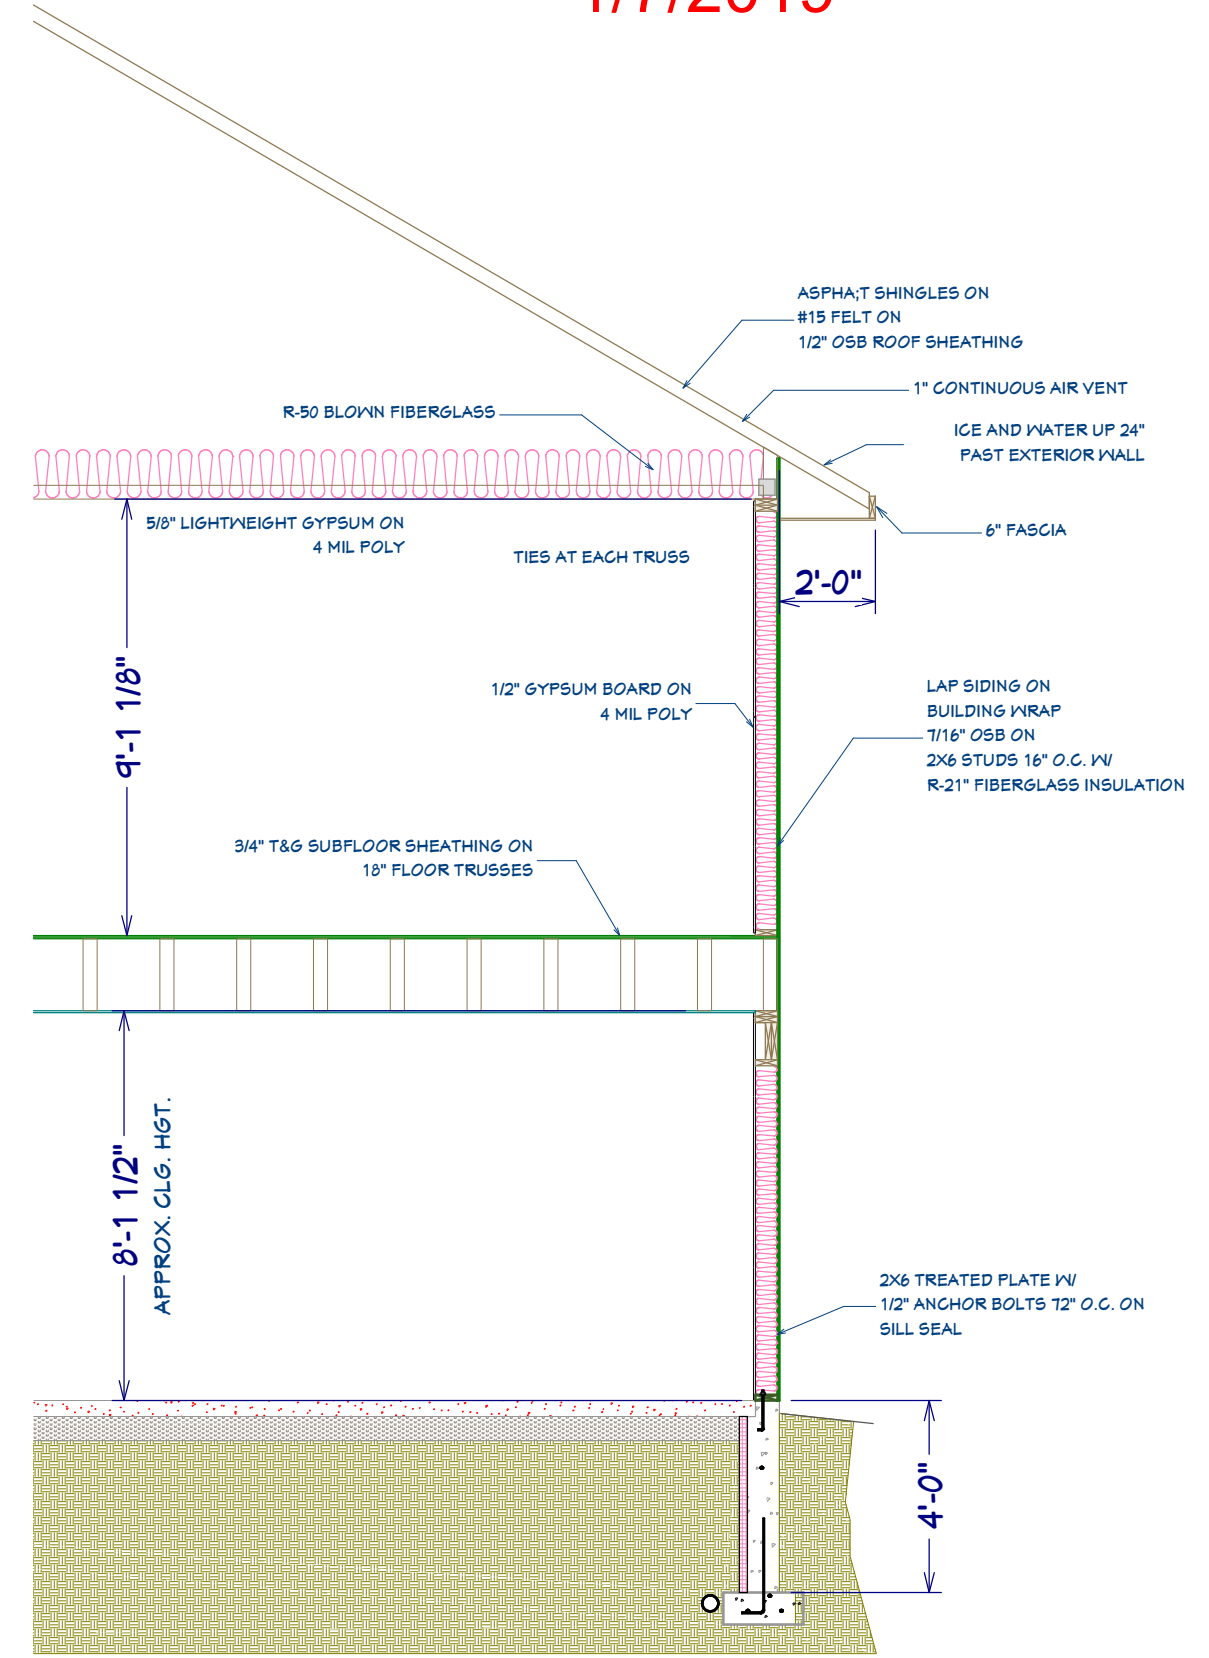 1/7/2019
ASPHA;T SHINGLES ON
#15 FELT ON
1/2" OSB ROOF SHEATHING
1" CONTINUOUS AIR VENT
R-50 BLOWN FIBERGLASS
ICE AND WATER UP 24"
PAST EXTERIOR WALL
5/8" LIGHTWEIGHT GYPSUM ON
4 MIL POLY
6" FASCIA
TIES AT EACH TRUSS
2'-0"
9'-1 1/8"
1/2" GYPSUM BOARD ON
4 MIL POLY
LAP SIDING ON
BUILDING WRAP
7/16" OSB ON
2X6 STUDS 16" O.C. W/
R-21" FIBERGLASS INSULATION
3/4" T&G SUBFLOOR SHEATHING ON
18" FLOOR TRUSSES
8'-1 1/2"
APPROX. CLG. HGT.
2X6 TREATED PLATE W/
1/2" ANCHOR BOLTS 72" O.C. ON
SILL SEAL
4'-0"